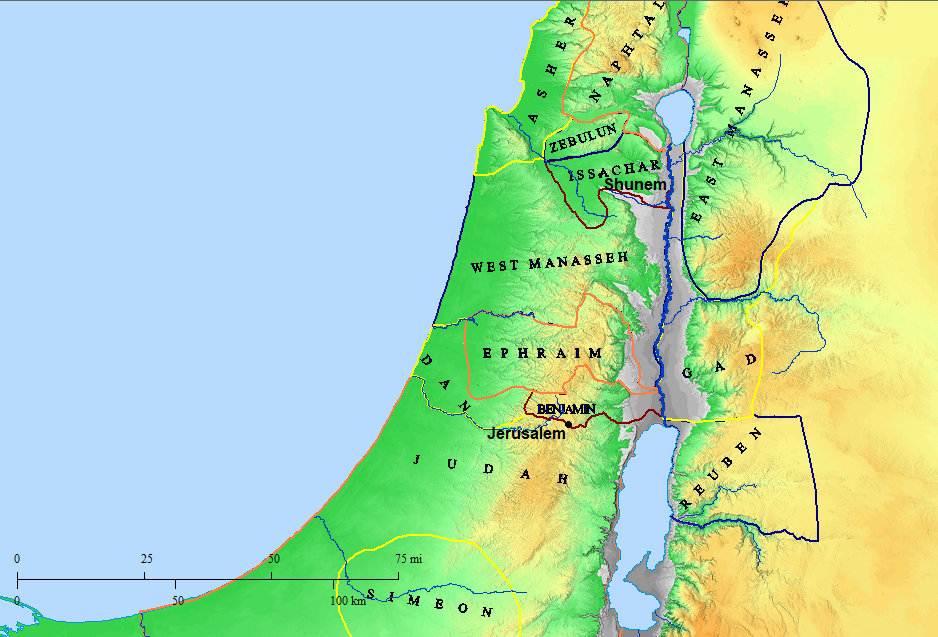 ASHER
NAPHTAL
EAST MANASSEH
ZEBULUN
ISSACHAR
Shunem
WEST MANASSEH
EPHRAIM
GAD
DAN
BENJAMIN
Jerusalem
REUBEN
JUDAH
0 25 50 75 mi
0 50 100 km
SIMEON